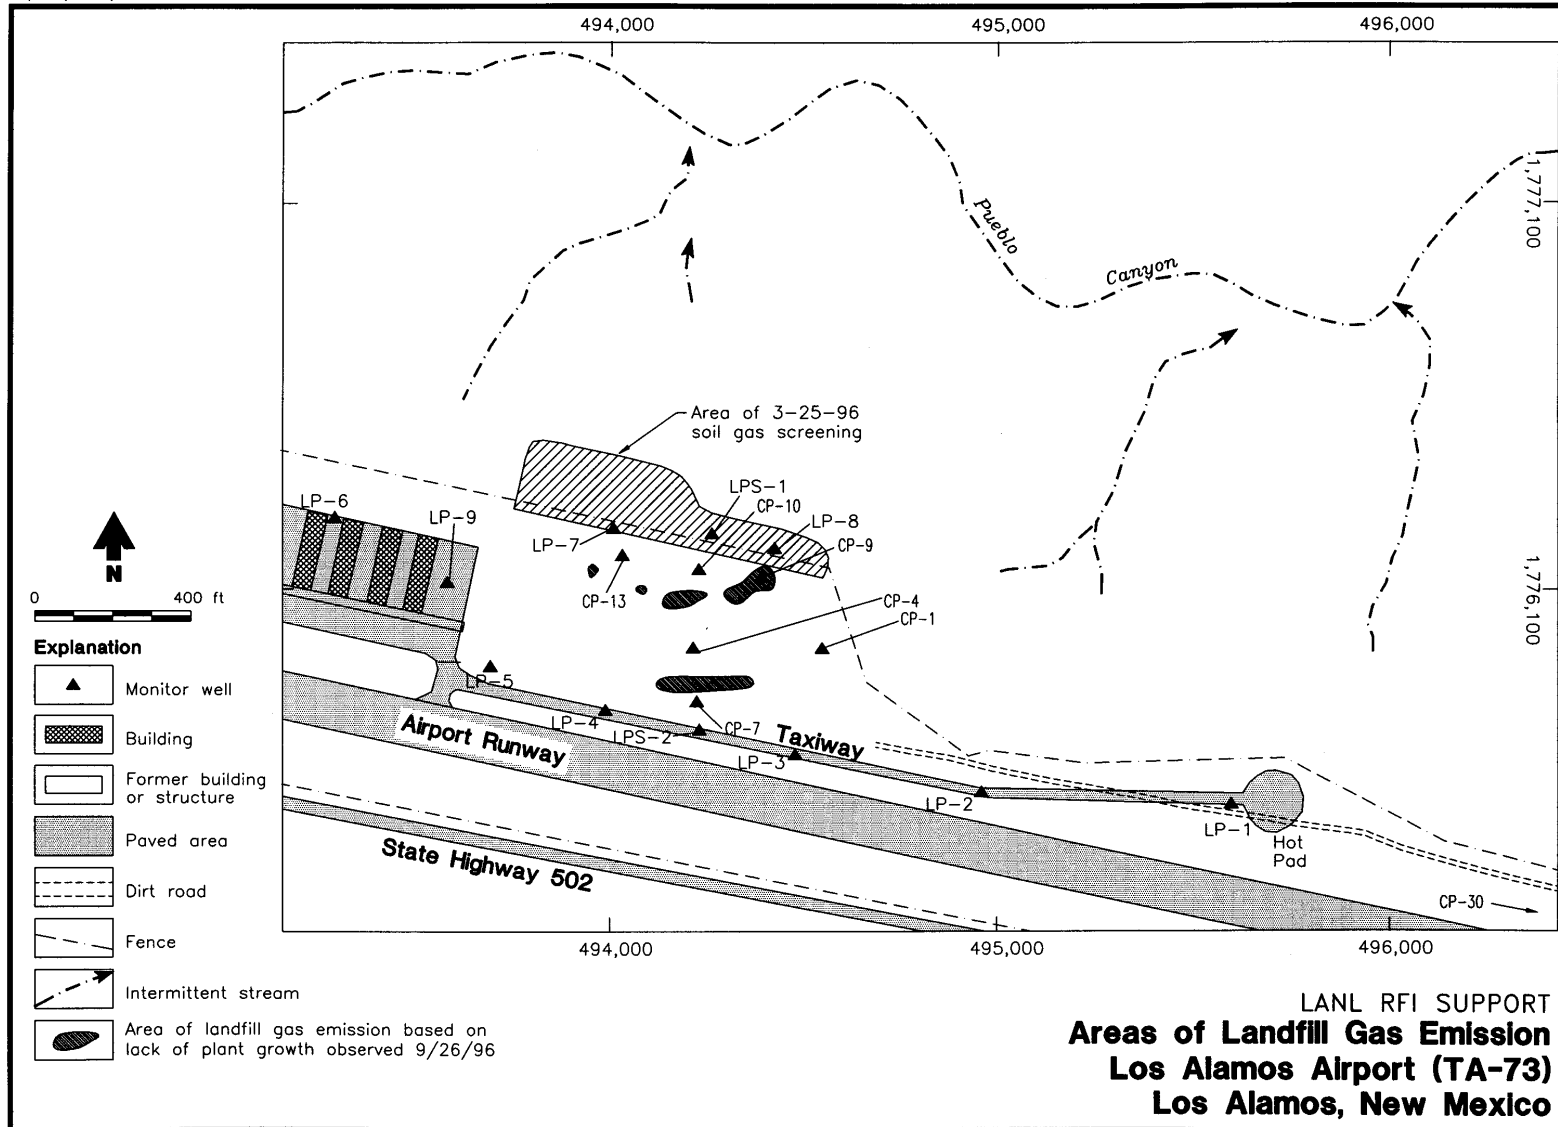 494,000
495,000
496,000
1,777,100
Pueblo
Canyon
Area of 3-25-96
soil gas screening
LPS-1
CP-10
LP-6
LP-9
LP-8
LP-7
CP-9
N
CP-13
1,776,100
0
400 ft
CP-4
CP-1
Explanation
Monitor well
LP-5
Building
LP-4
Airport Runway
LPS-2
CP-7
Taxiway
LP-3
Former building
or structure
LP-2
LP-1
Hot
Pad
Paved area
State Highway 502
Dirt road
CP-30
Fence
494,000
495,000
496,000
Intermittent stream
Area of landfill gas emission based on
lack of plant growth observed 9/26/96
LANL RFI SUPPORT
Areas of Landfill Gas Emission
Los Alamos Airport (TA-73)
Los Alamos, New Mexico